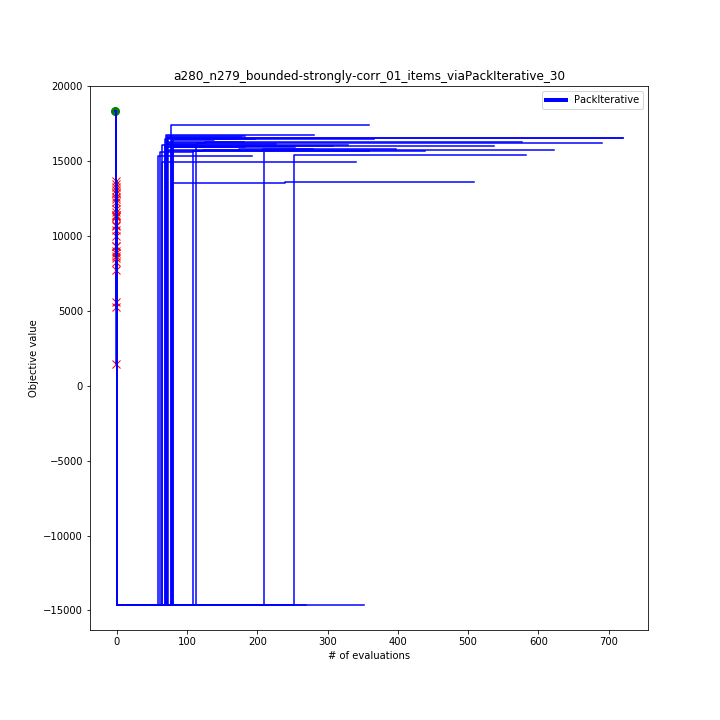 a280_n279_bounded-strongly-corr_01_items_viaPackIterative_30
PackIterative
20000
15000
10000
5000
0
−5000
−10000
−15000
Objective value
0 100 200 300 400 500 600 700
# of evaluations